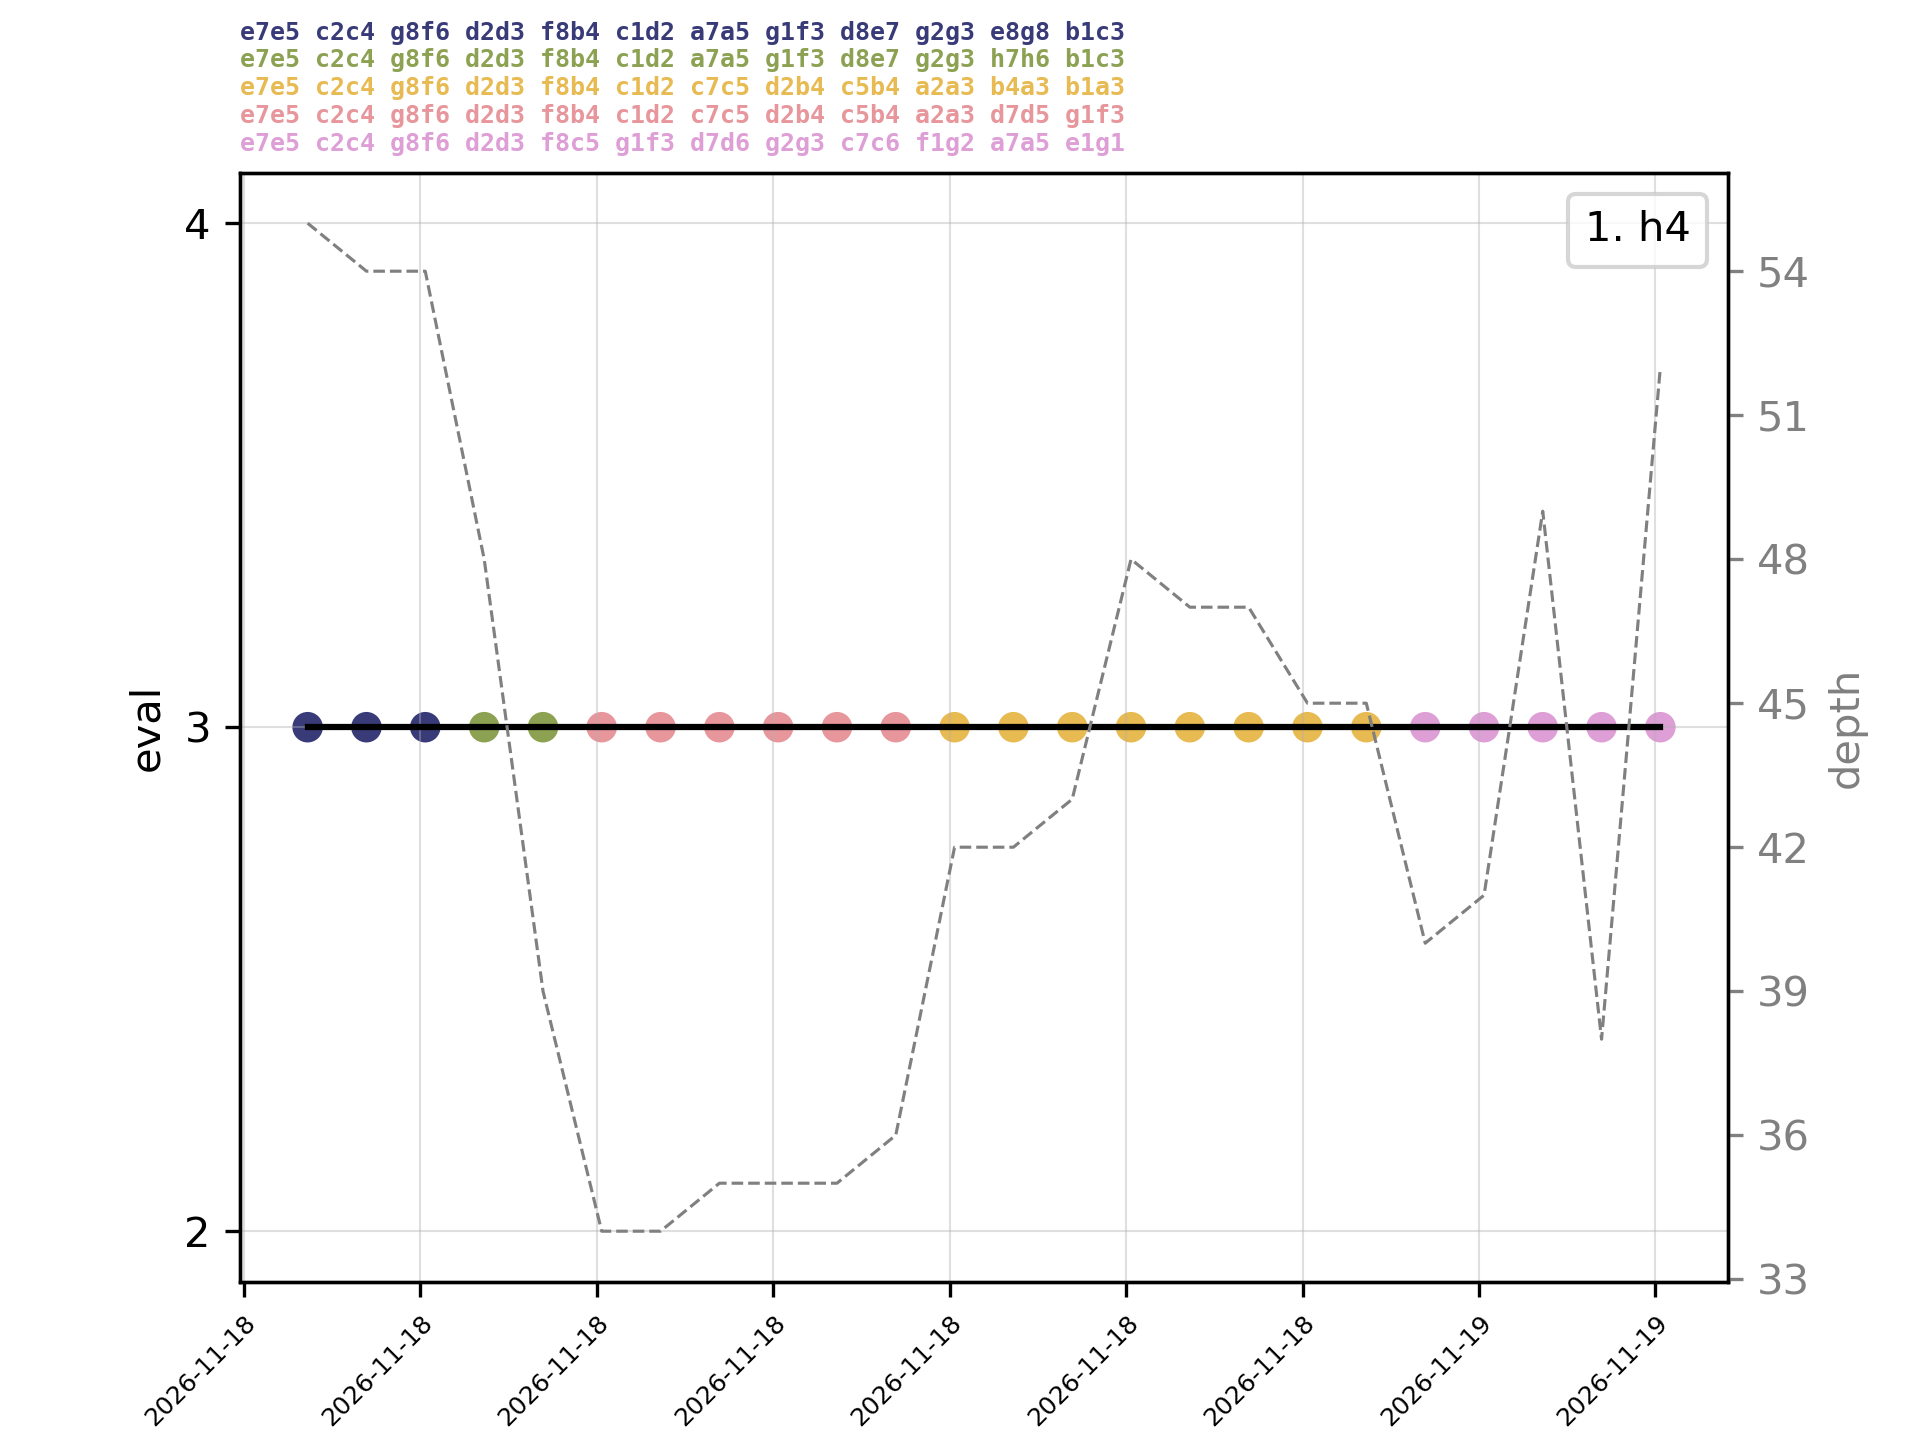 e7e5 c2c4 g8f6 d2d3 f8b4 c1d2 a7a5 g1f3 d8e7 g2g3 e8g8 b1c3
e7e5 c2c4 g8f6 d2d3 f8b4 c1d2 a7a5 g1f3 d8e7 g2g3 h7h6 b1c3
e7e5 c2c4 g8f6 d2d3 f8b4 c1d2 c7c5 d2b4 c5b4 a2a3 b4a3 b1a3
e7e5 c2c4 g8f6 d2d3 f8b4 c1d2 c7c5 d2b4 c5b4 a2a3 d7d5 g1f3
e7e5 c2c4 g8f6 d2d3 f8c5 g1f3 d7d6 g2g3 c7c6 f1g2 a7a5 e1g1
1. h4
4
3
2
eval
54
51
48
45
42
39
36
33
depth
2026-11-18
2026-11-18
2026-11-18
2026-11-18
2026-11-18
2026-11-18
2026-11-18
2026-11-19
2026-11-19